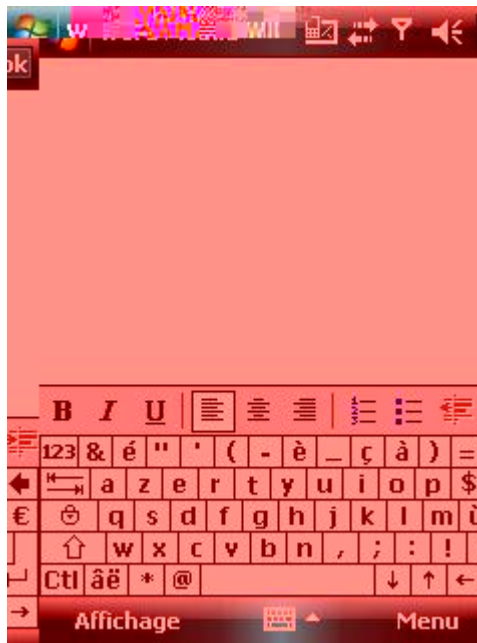 ok
B I U
123 & é " ' ( - è _ ç à ) =
a z e r t y u i o p $
€ q s d f g h j k l m ù
w x c v b n , ; : !
Ctl âë * @ ↓ ↑ ←
→ Affichage Menu